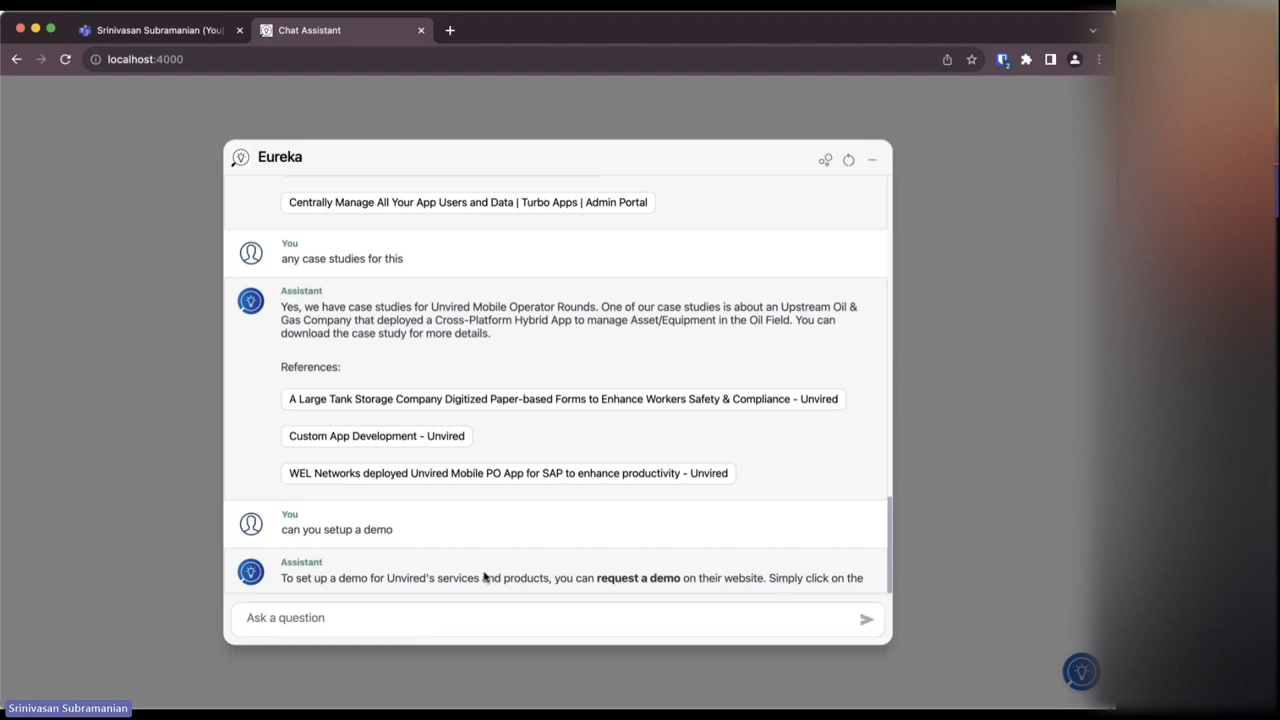 Srinivasan Subramanian (You)
Chat Assistant
localhost:4000
2
Eureka
Centrally Manage All Your App Users and Data | Turbo Apps | Admin Portal
You
any case studies for this
Assistant
Yes, we have case studies for Unvired Mobile Operator Rounds. One of our case studies is about an Upstream Oil &
Gas Company that deployed a Cross-Platform Hybrid App to manage Asset/Equipment in the Oil Field. You can
download the case study for more details.
References:
A Large Tank Storage Company Digitized Paper-based Forms to Enhance Workers Safety & Compliance - Unvired
Custom App Development - Unvired
WEL Networks deployed Unvired Mobile PO App for SAP to enhance productivity - Unvired
You
can you setup a demo
Assistant
To set up a demo for Unvired's services and products, you can request a demo on their website. Simply click on the
Ask a question
Srinivasan Subramanian